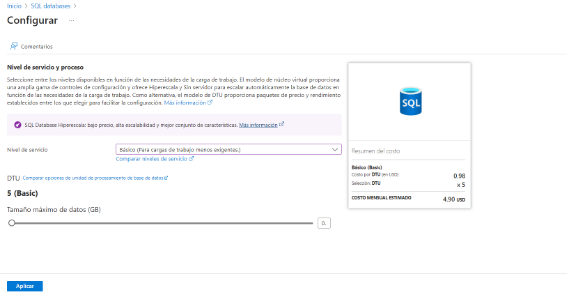 Inicio > SQL databases >
Configurar ...
Comentarios
Nivel de servicio y proceso
Seleccione entre los niveles disponibles en función de las necesidades de la carga de trabajo. El modelo de núcleo virtual proporciona
una amplia gama de controles de configuración y ofrece Hiperescala y Sin servidor para escalar automáticamente la base de datos en
función de las necesidades de la carga de trabajo. Como alternativa, el modelo de DTU proporciona paquetes de precio y rendimiento
establecidos entre los que elegir para facilitar la configuración. Más información
SQL Database Hiperescala: bajo precio, alta escalabilidad y mejor conjunto de características. Más información
Nivel de servicio
Básico (Para cargas de trabajo menos exigentes.)
Comparar niveles de servicio
DTU Comparar opciones de unidad de procesamiento de base de datos
5 (Basic)
Tamaño máximo de datos (GB)
0.
Aplicar
SQL
Resumen del costo
Básico (Basic)
Costo por DTU (en USD) 0.98
Selección: DTU x 5
COSTO MENSUAL ESTIMADO 4.90 USD